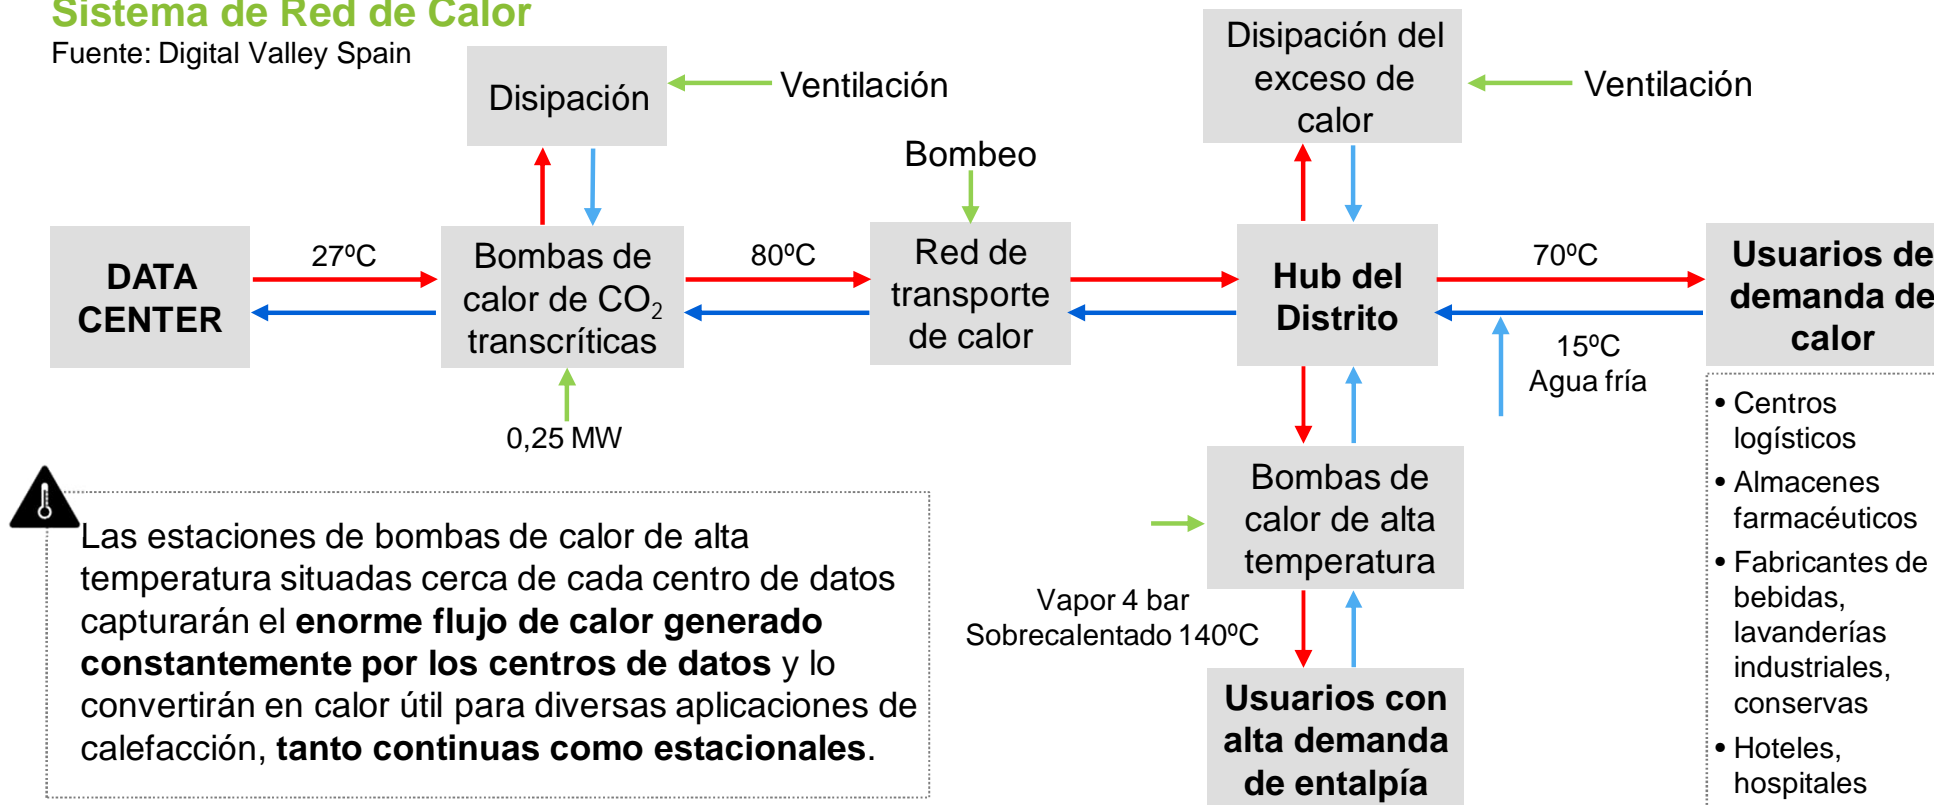 Sistema de Red de Calor
Fuente: Digital Valley Spain
Disipación
Ventilación
Disipación del
exceso de
calor
Ventilación
Bombeo
DATA
CENTER
27ºC
Bombas de
calor de CO₂
transcríticas
80ºC
Red de
transporte
de calor
Hub del
Distrito
70ºC
Usuarios de
demanda de
calor
15ºC
Agua fría
0,25 MW
• Centros
logísticos
• Almacenes
farmacéuticos
• Fabricantes de
bebidas,
lavanderías
industriales,
conservas
• Hoteles,
hospitales
Bombas de
calor de alta
temperatura
Vapor 4 bar
Sobrecalentado 140ºC
Usuarios con
alta demanda
de entalpía
Las estaciones de bombas de calor de alta
temperatura situadas cerca de cada centro de datos
capturarán el enorme flujo de calor generado
constantemente por los centros de datos y lo
convertirán en calor útil para diversas aplicaciones de
calefacción, tanto continuas como estacionales.